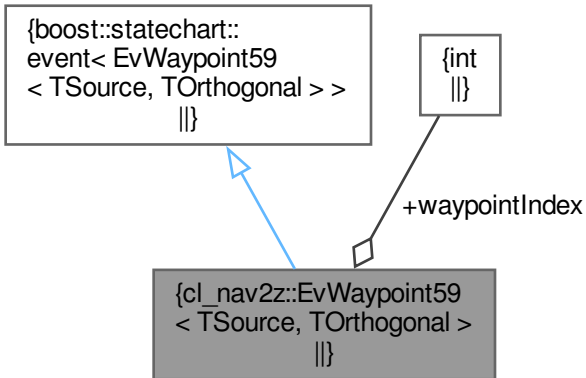 {boost::statechart::
event< EvWaypoint59
< TSource, TOrthogonal > >
||}
{int
||}
+waypointIndex
{cl_nav2z::EvWaypoint59
< TSource, TOrthogonal >
||}